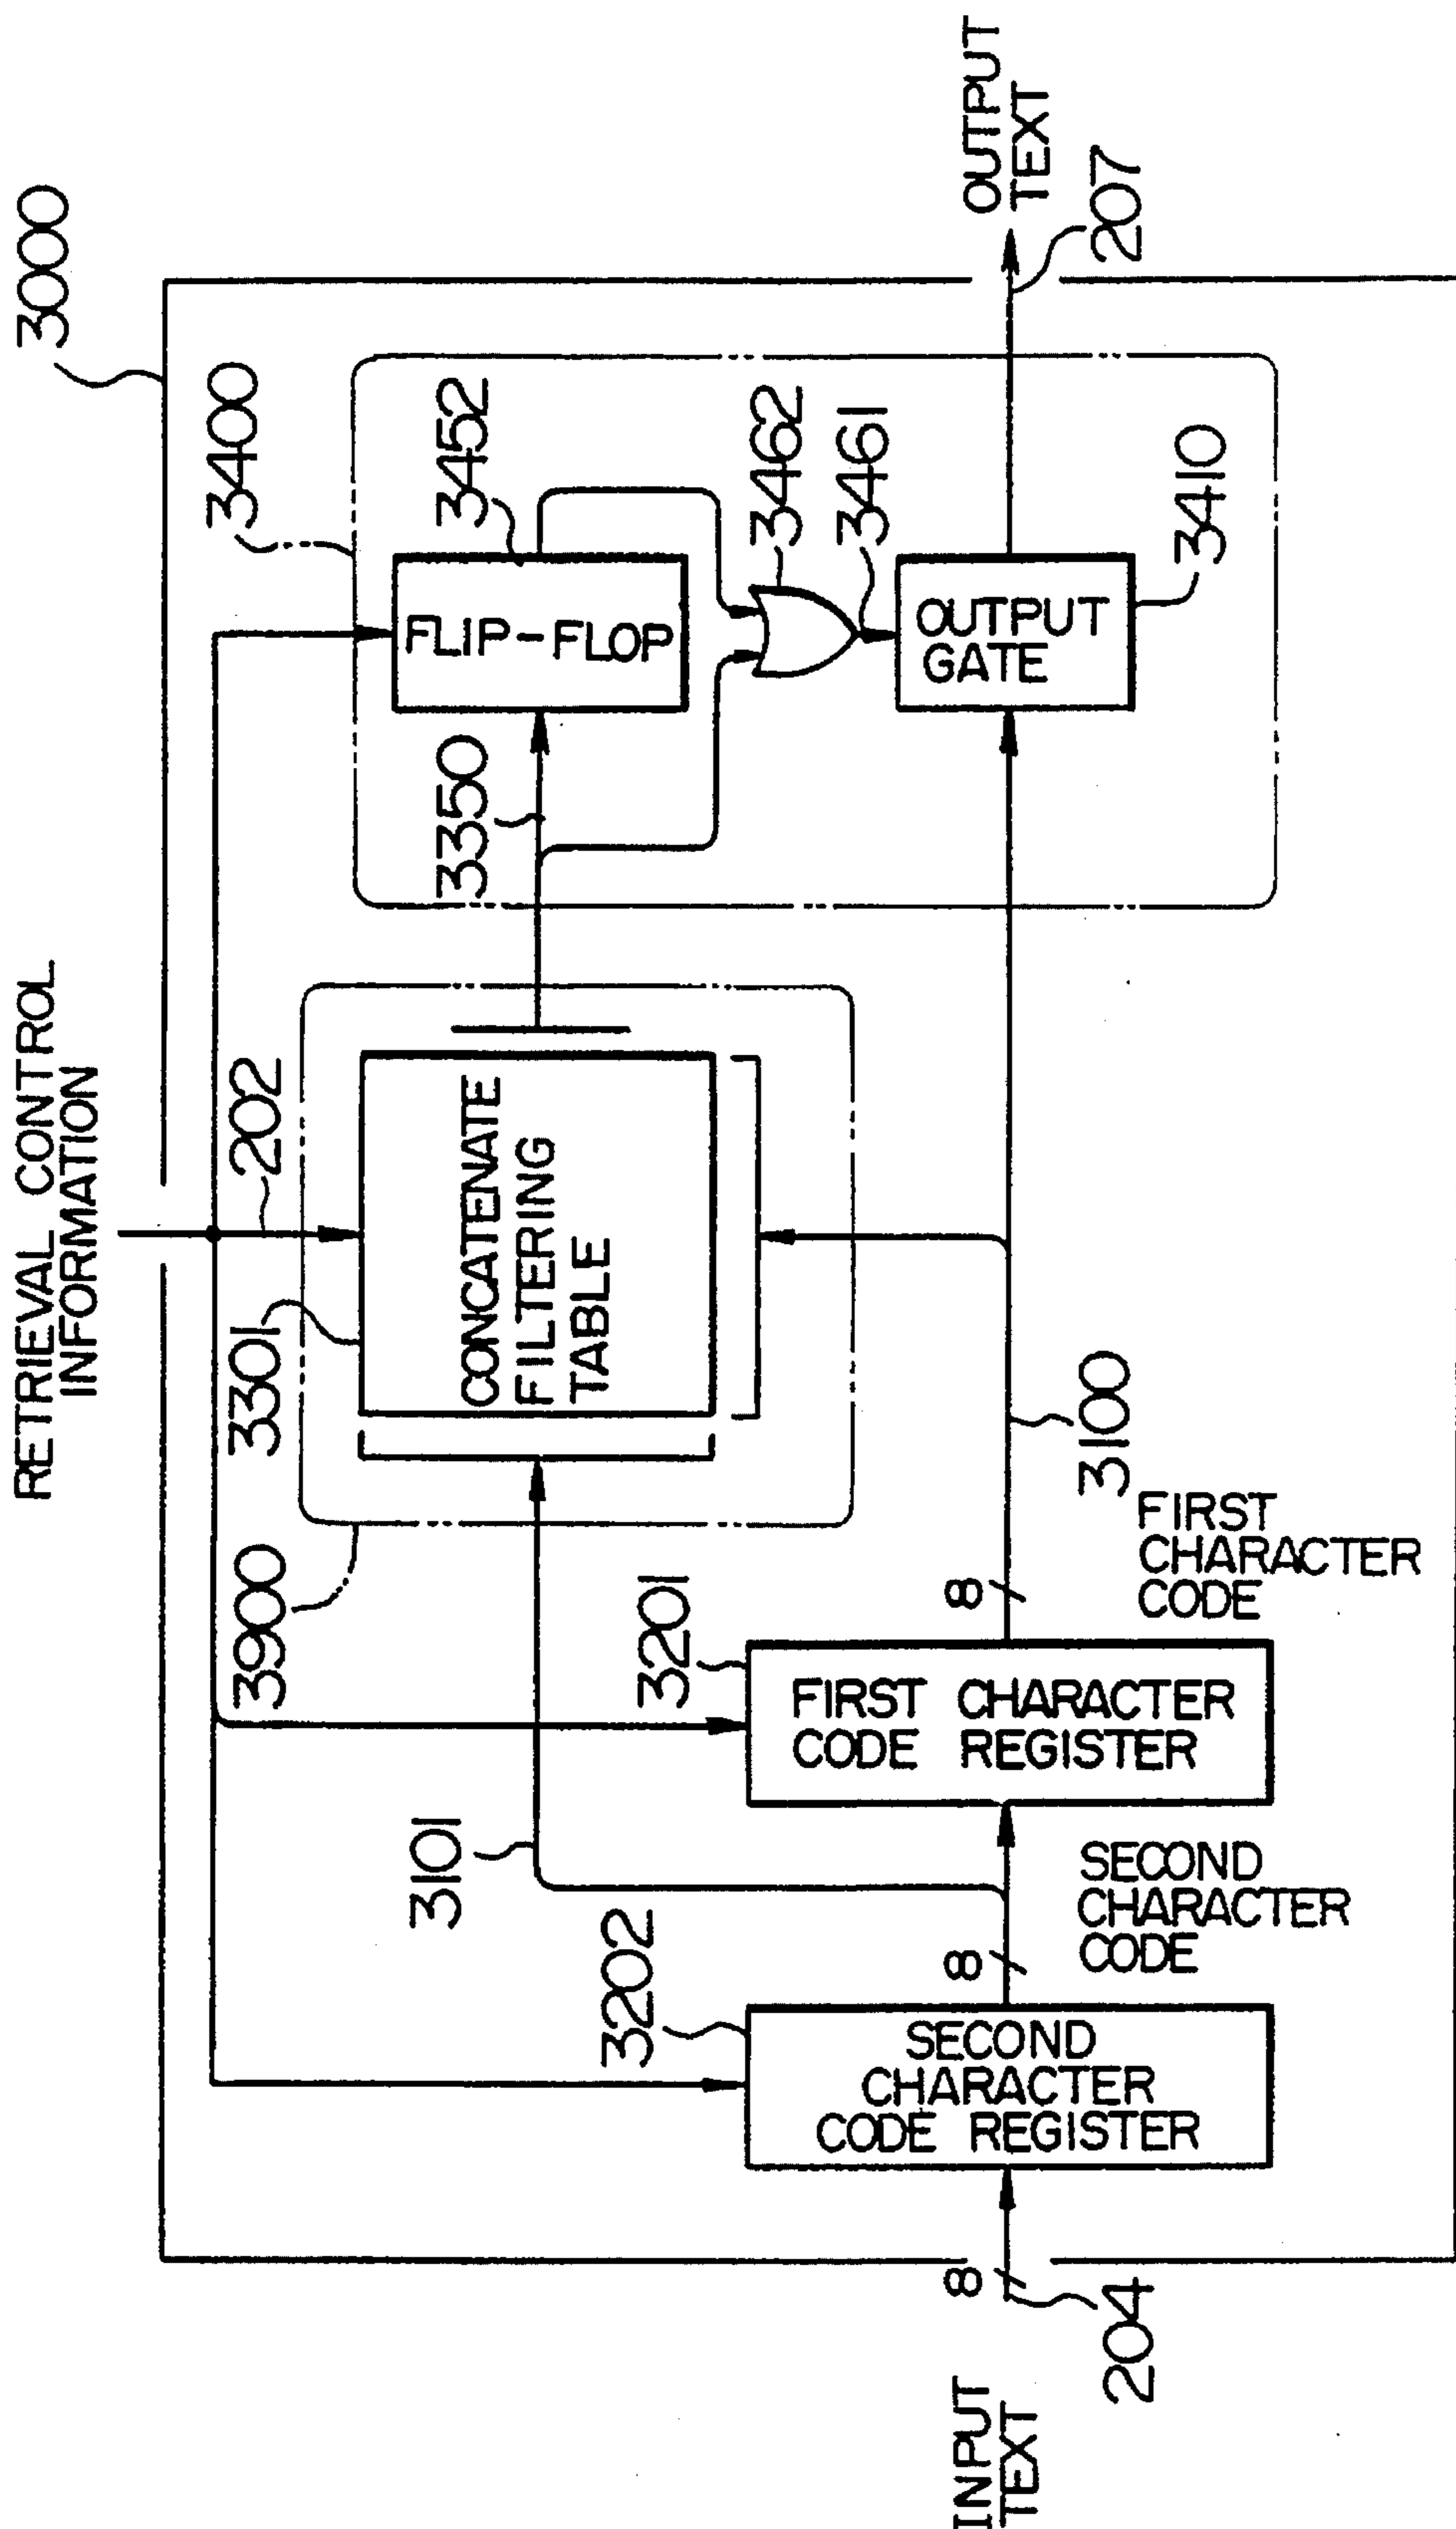 RETRIEVAL CONTROL
INFORMATION
3000
202
3301
3900
CONCATENATE
FILTERING
TABLE
3400
3452
FLIP-FLOP
3350
3462
3461
OUTPUT
GATE
3410
OUTPUT
TEXT
207
3101
3202
SECOND
CHARACTER
CODE REGISTER
8
SECOND
CHARACTER
CODE
3201
FIRST CHARACTER
CODE REGISTER
8
FIRST
CHARACTER
CODE
3100
INPUT
TEXT
8
204